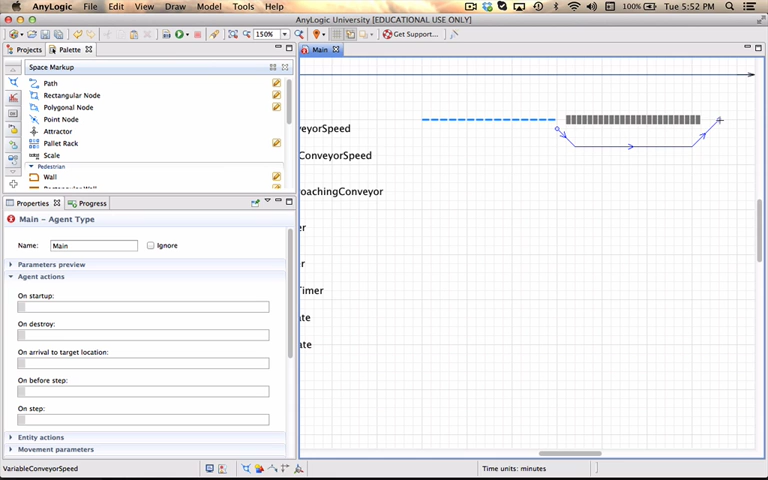 AnyLogic File Edit View Draw Model Tools Help 100% Tue 5:52 PM
AnyLogic University [EDUCATIONAL USE ONLY]
150% Get Support...
Projects Palette Main
Space Markup
Path
Rectangular Node
Polygonal Node
Point Node
Attractor
Pallet Rack
Scale
Pedestrian
Wall
veyorSpeed
ConveyorSpeed
roachingConveyor
er
er
Timer
ate
ate
Properties Progress
Main – Agent Type
Name: Main Ignore
Parameters preview
Agent actions
On startup:
On destroy:
On arrival to target location:
On before step:
On step:
Entity actions
Movement parameters
VariableConveyorSpeed Time units: minutes